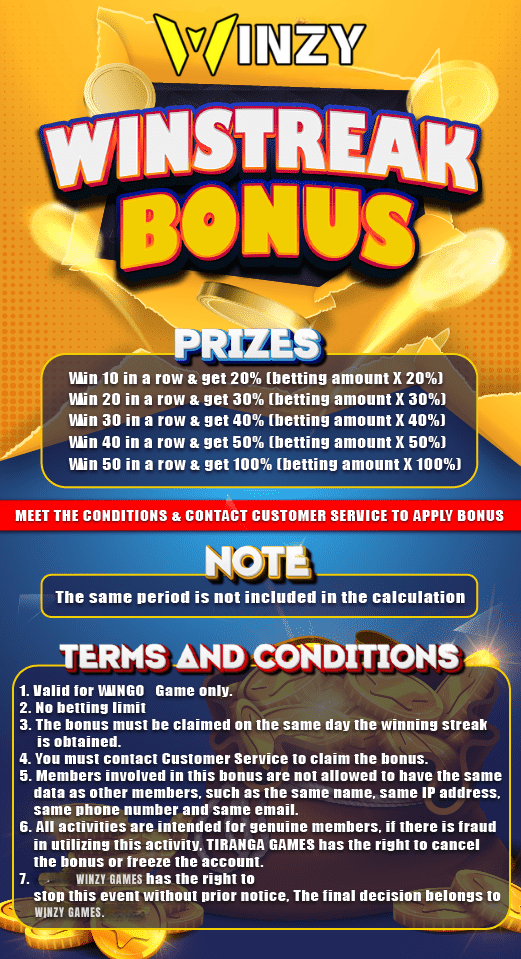 WINZY
WINSTREAK
BONUS
PRIZES
Win 10 in a row & get 20% (betting amount X 20%)
Win 20 in a row & get 30% (betting amount X 30%)
Win 30 in a row & get 40% (betting amount X 40%)
Win 40 in a row & get 50% (betting amount X 50%)
Win 50 in a row & get 100% (betting amount X 100%)
MEET THE CONDITIONS & CONTACT CUSTOMER SERVICE TO APPLY BONUS
NOTE
The same period is not included in the calculation
TERMS AND CONDITIONS
1. Valid for WINGO Game only.
2. No betting limit
3. The bonus must be claimed on the same day the winning streak
is obtained.
4. You must contact Customer Service to claim the bonus.
5. Members involved in this bonus are not allowed to have the same
data as other members, such as the same name, same IP address,
same phone number and same email.
6. All activities are intended for genuine members, if there is fraud
in utilizing this activity, TIRANGA GAMES has the right to cancel
the bonus or freeze the account.
7. WINZY GAMES has the right to
stop this event without prior notice, The final decision belongs to
WINZY GAMES.